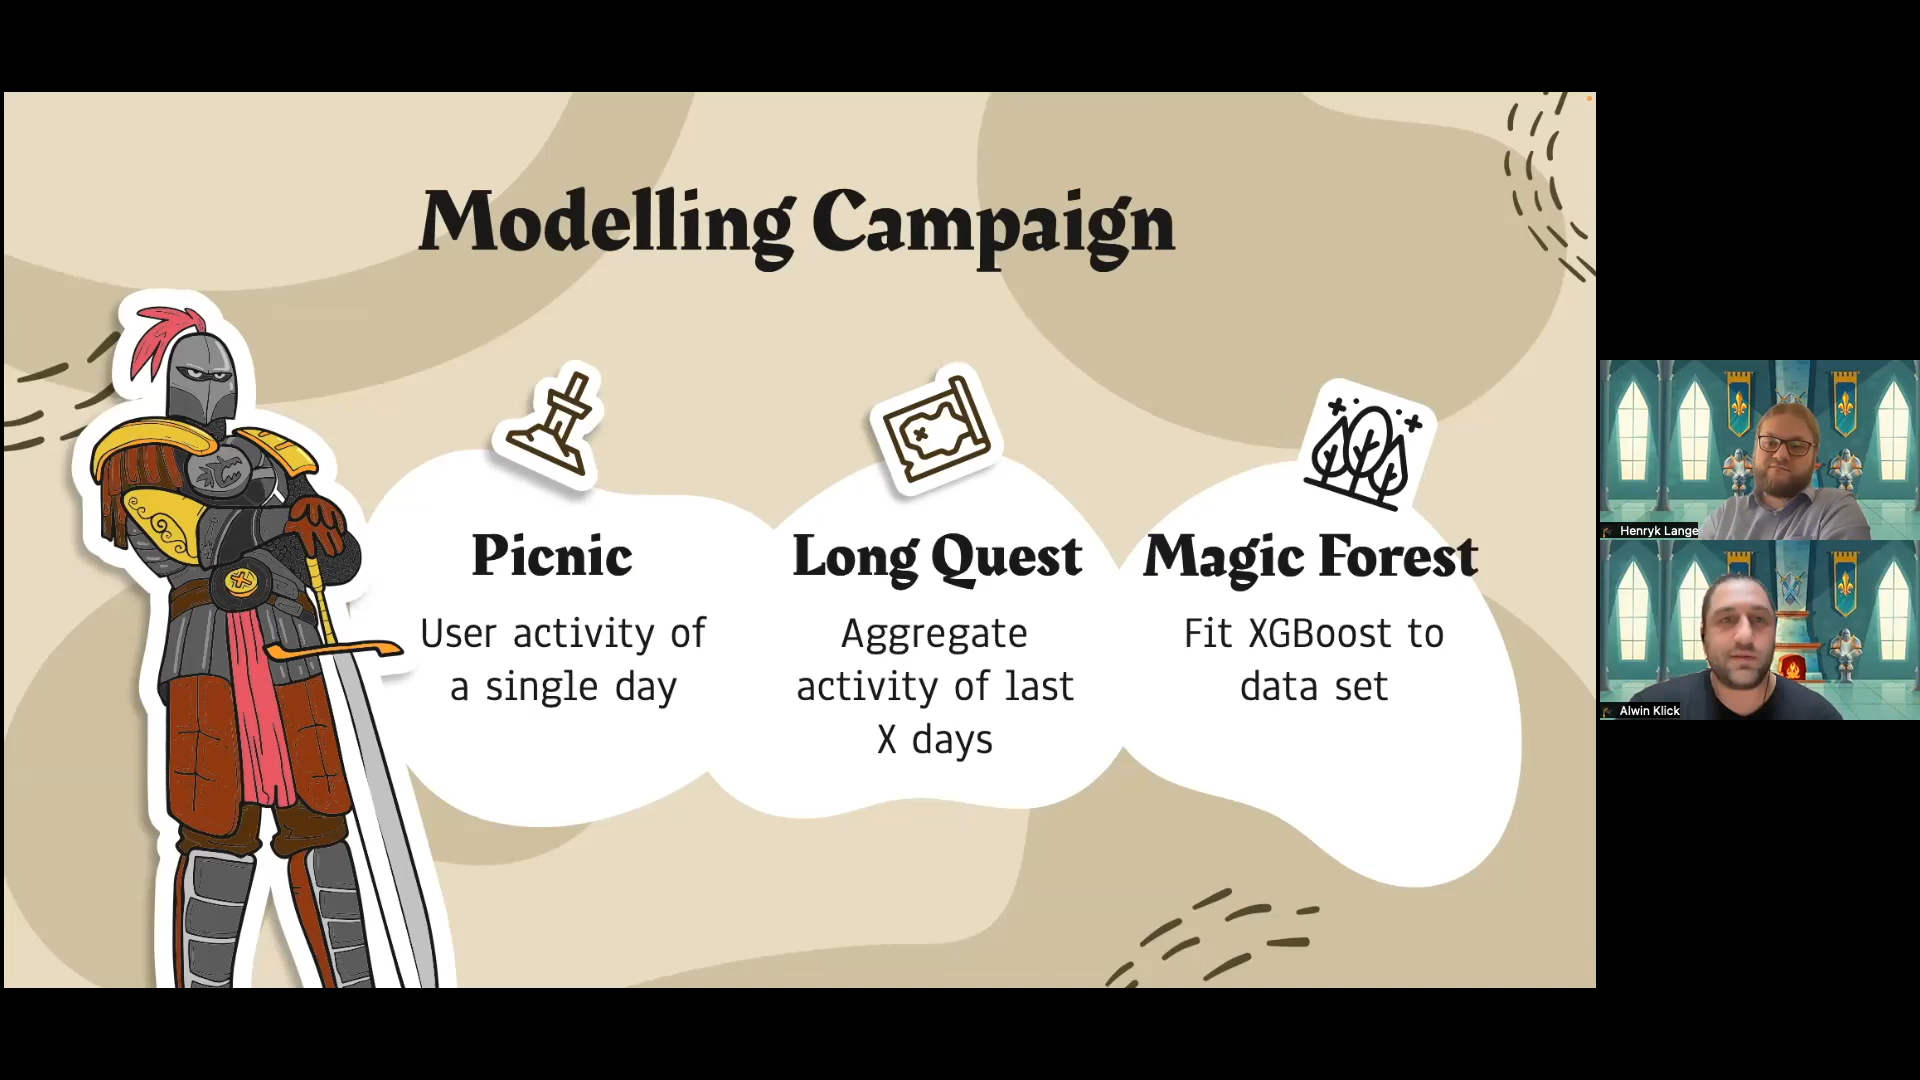 Modelling Campaign
Picnic
User activity of
a single day
Long Quest
Aggregate
activity of last
X days
Magic Forest
Fit XGBoost to
data set
Henryk Lange
Alwin Klick